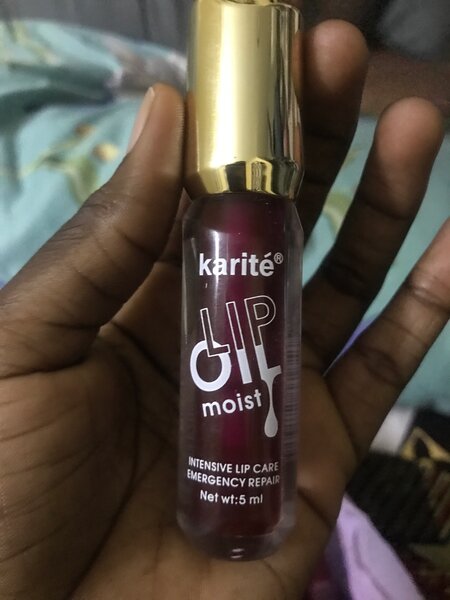 karité®
LIP
OIL
moist
INTENSIVE LIP CARE
EMERGENCY REPAIR
Net wt:5 ml